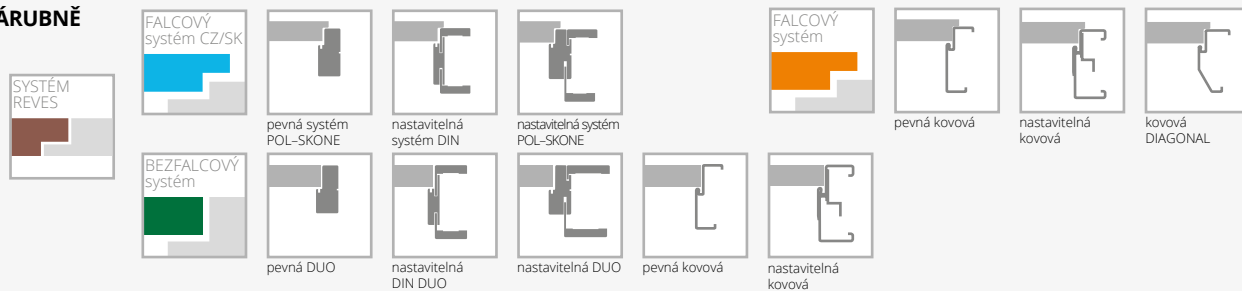 ÁRUBNĚ
SYSTÉM
REVES
FALCOVÝ
systém CZ/SK
pevná systém
POL–SKONE
nastavitelná
systém DIN
nastavitelná systém
POL–SKONE
FALCOVÝ
systém
pevná kovová
nastavitelná
kovová
kovová
DIAGONAL
BEZFALCOVÝ
systém
pevná DUO
nastavitelná
DIN DUO
nastavitelná DUO
pevná kovová
nastavitelná
kovová